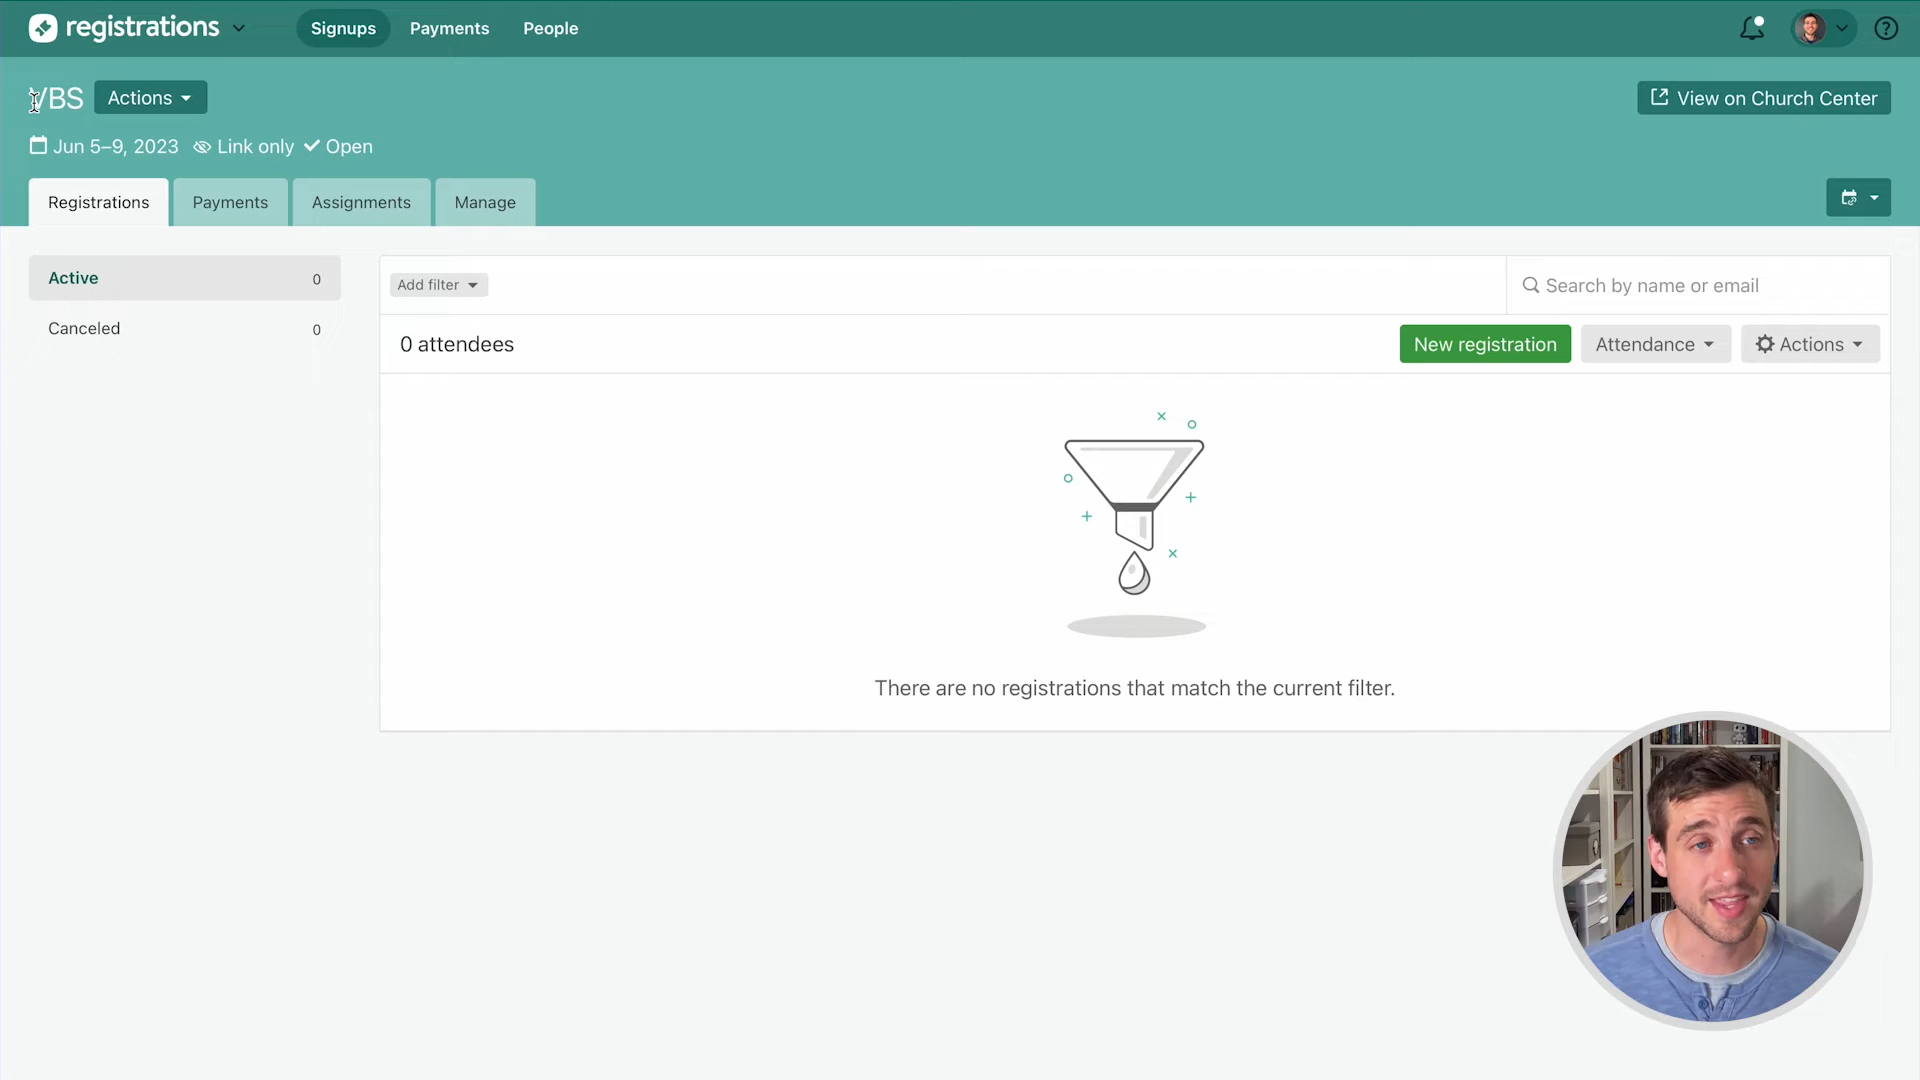 registrations
Signups
Payments
People
VBS
Actions
View on Church Center
Jun 5–9, 2023
Link only
Open
Registrations
Payments
Assignments
Manage
Active 0
Canceled 0
Add filter
Search by name or email
0 attendees
New registration
Attendance
Actions
There are no registrations that match the current filter.